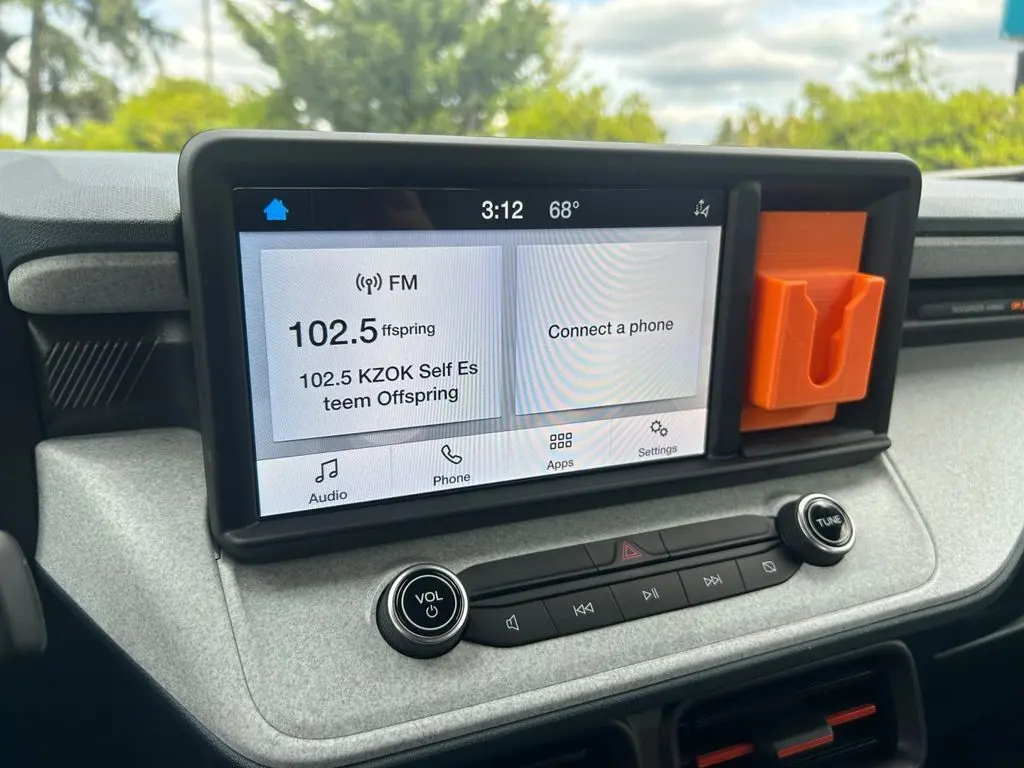 3:12 68°
FM
102.5 ffspring
102.5 KZOK Self Es
teem Offspring
Connect a phone
Audio
Phone
Apps
Settings
VOL
TUNE